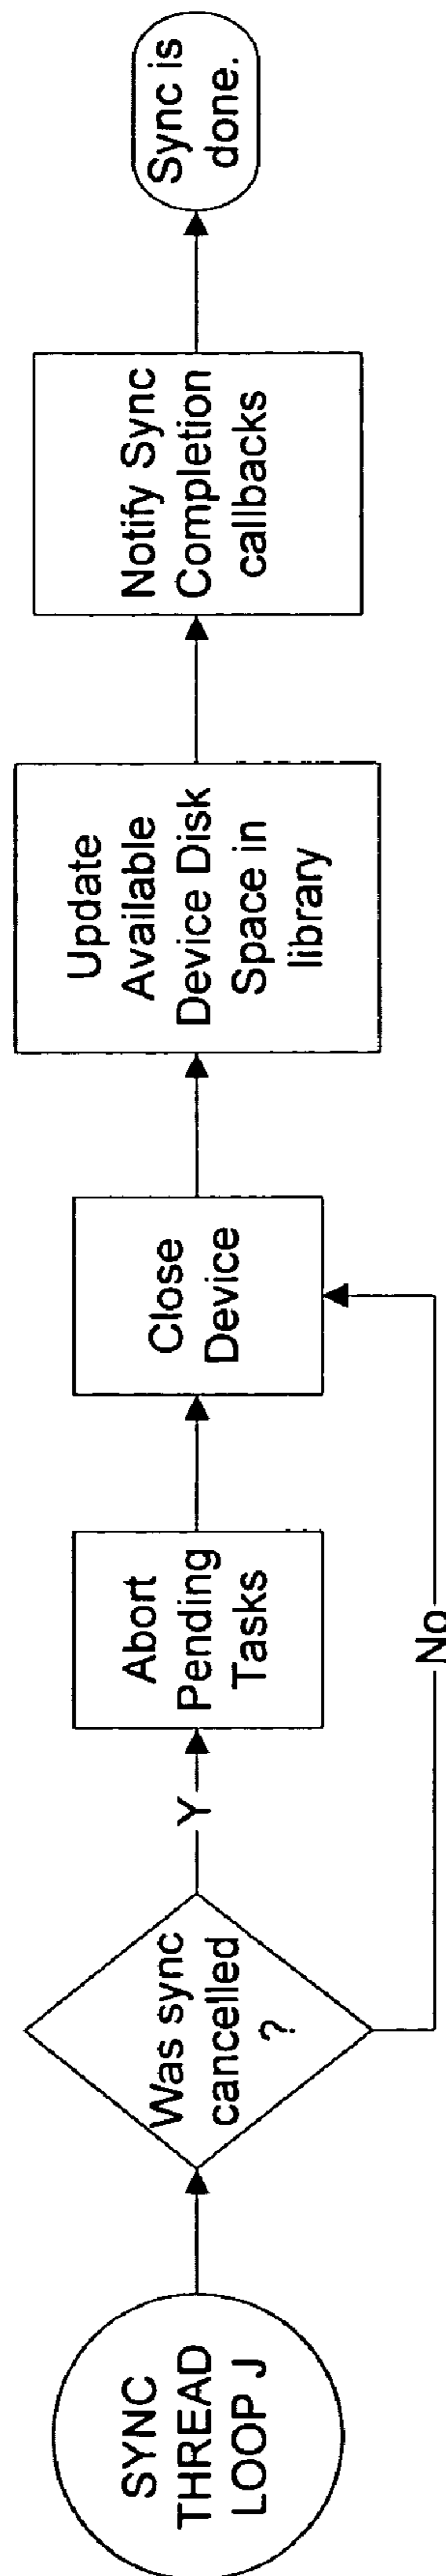 SYNC
THREAD
LOOP J
Was sync
cancelled
?
Y
No
Abort
Pending
Tasks
Close
Device
Update
Available
Device Disk
Space in
library
Notify Sync
Completion
callbacks
Sync is
done.